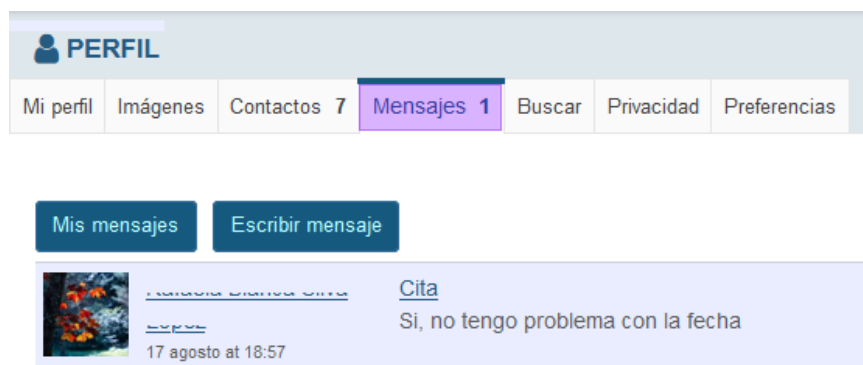 PERFIL
Mi perfil Imágenes Contactos 7 Mensajes 1 Buscar Privacidad Preferencias
Mis mensajes Escribir mensaje
Cita
Si, no tengo problema con la fecha
17 agosto at 18:57